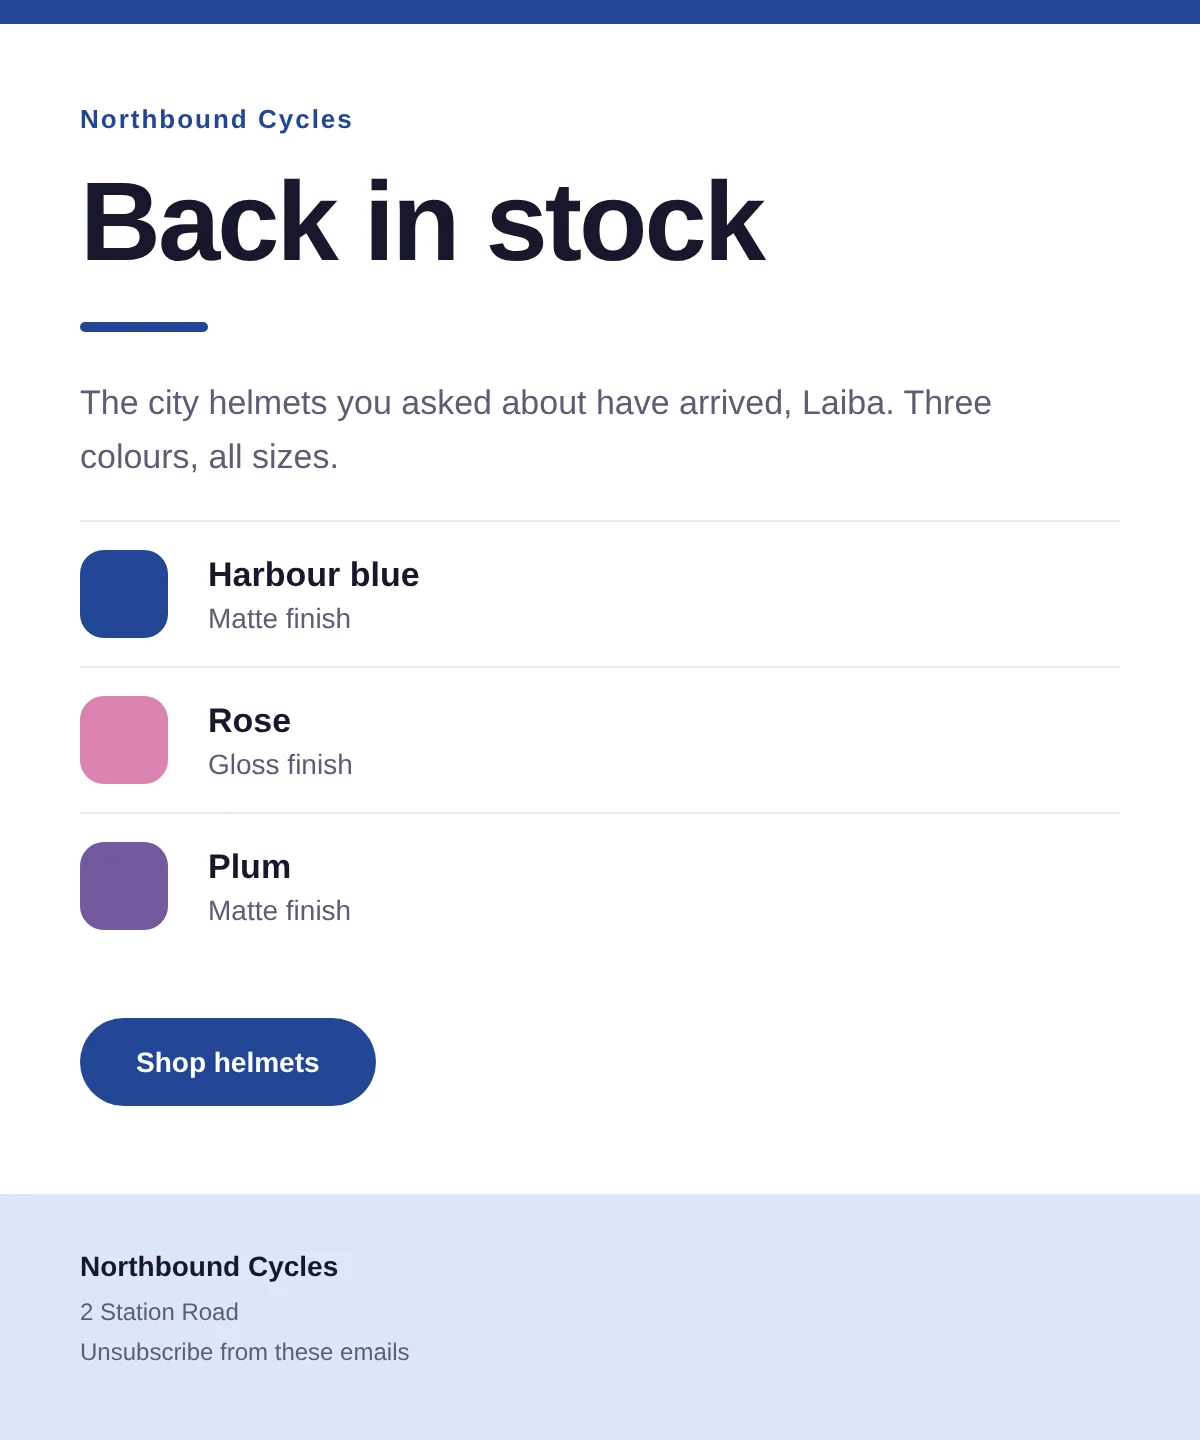 Northbound Cycles
Back in stock
The city helmets you asked about have arrived, Laiba. Three
colours, all sizes.
Harbour blue
Matte finish
Rose
Gloss finish
Plum
Matte finish
Shop helmets
Northbound Cycles
2 Station Road
Unsubscribe from these emails